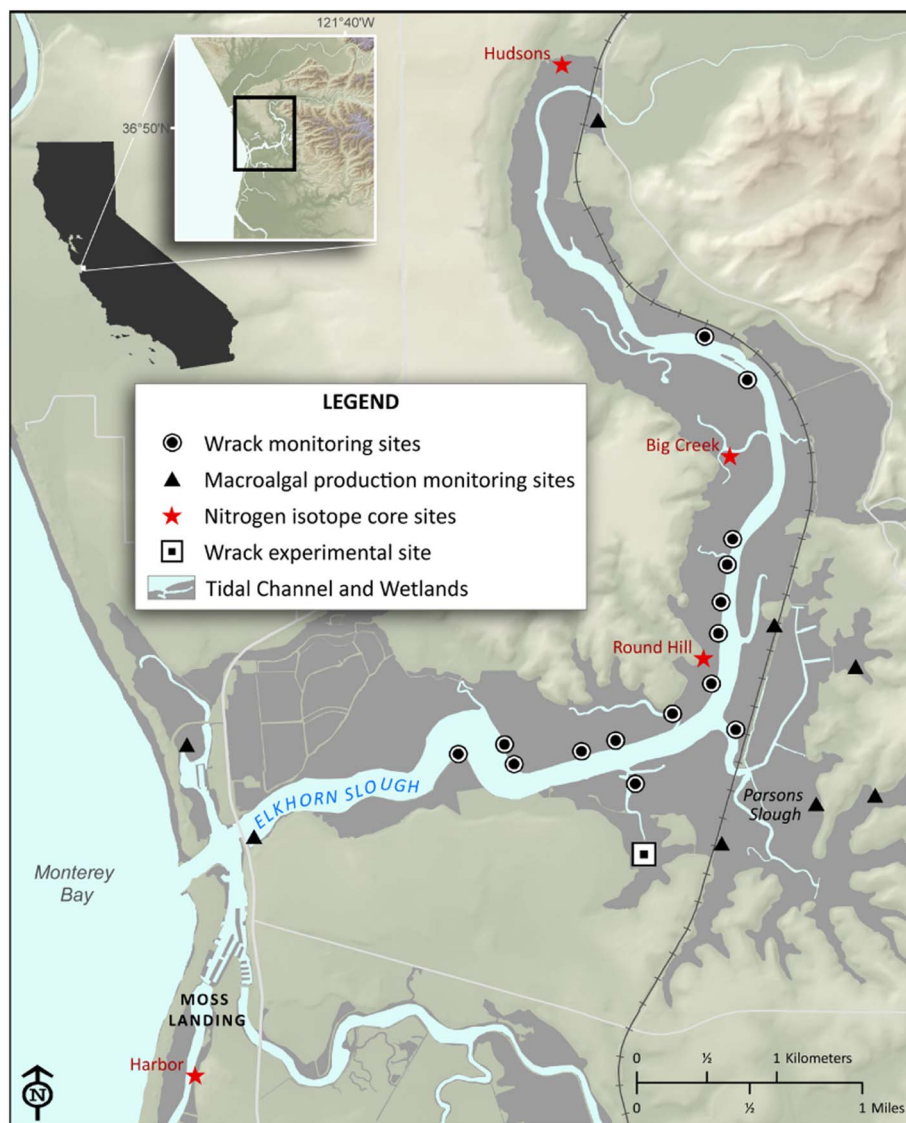 121°40'
36°50'N
Hudsons
LEGEND
Wrack monitoring sites
Macroalgal production monitoring sites
Nitrogen isotope core sites
Wrack experimental site
Tidal Channel and Wetlands
Big Creek
Round Hill
ELKHORN SLOUGH
Parsons
Slough
Monterey
Bay
MOSS
LANDING
Harbor
N
0 ½ 1 Kilometers
0 ½ 1 Miles